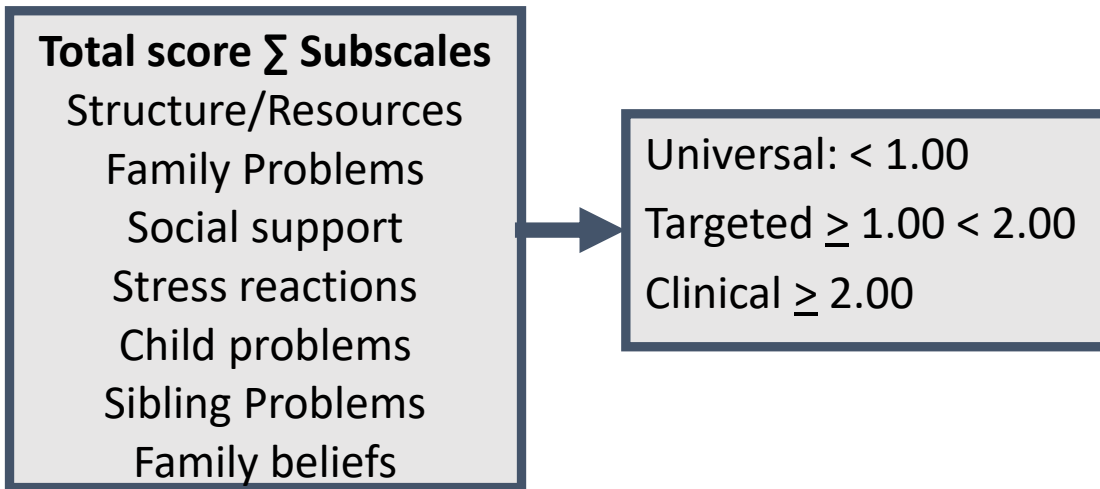 Total score ∑ Subscales
Structure/Resources
Family Problems
Social support
Stress reactions
Child problems
Sibling Problems
Family beliefs
Universal: < 1.00
Targeted ≥ 1.00 < 2.00
Clinical ≥ 2.00